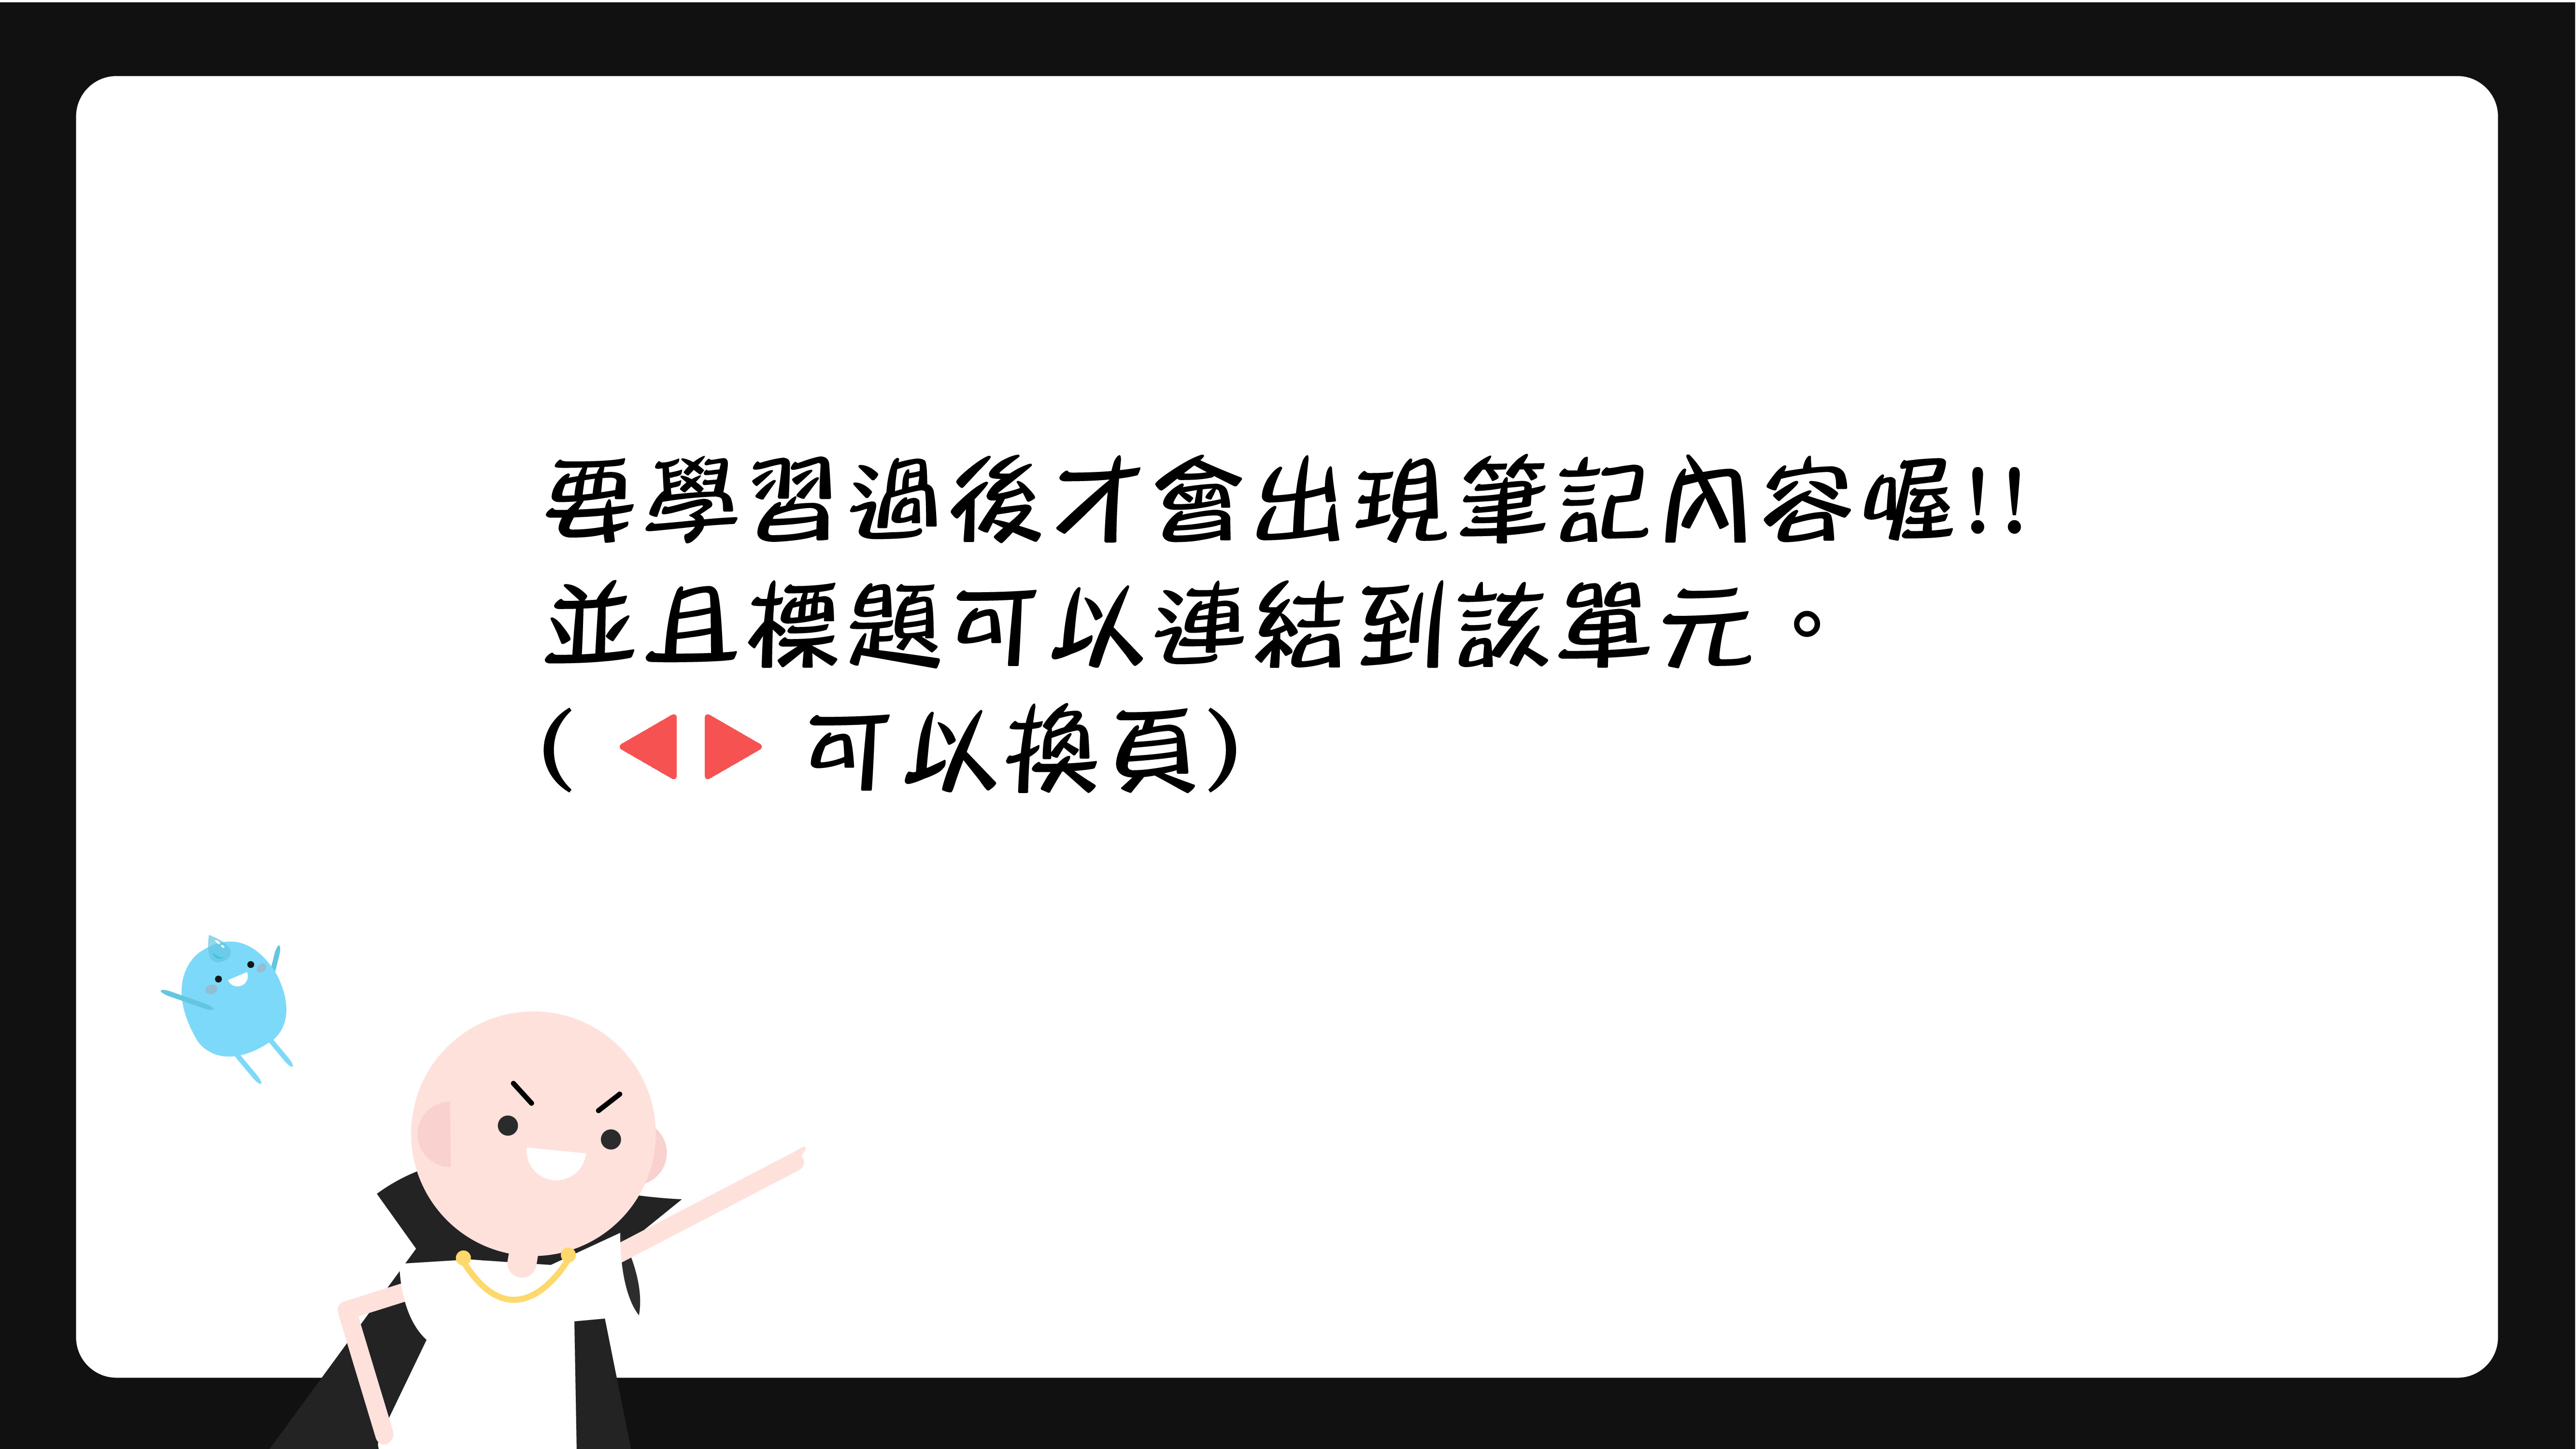 要學習過後才會出現筆記內容喔!!
並且標題可以連結到該單元。
( ◀▶ 可以換頁)